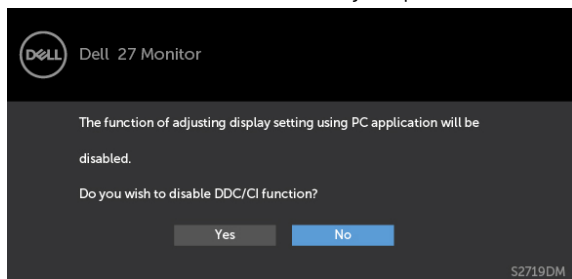 DELL
Dell 27 Monitor
The function of adjusting display setting using PC application will be
disabled.
Do you wish to disable DDC/CI function?
Yes
No
S2719DM